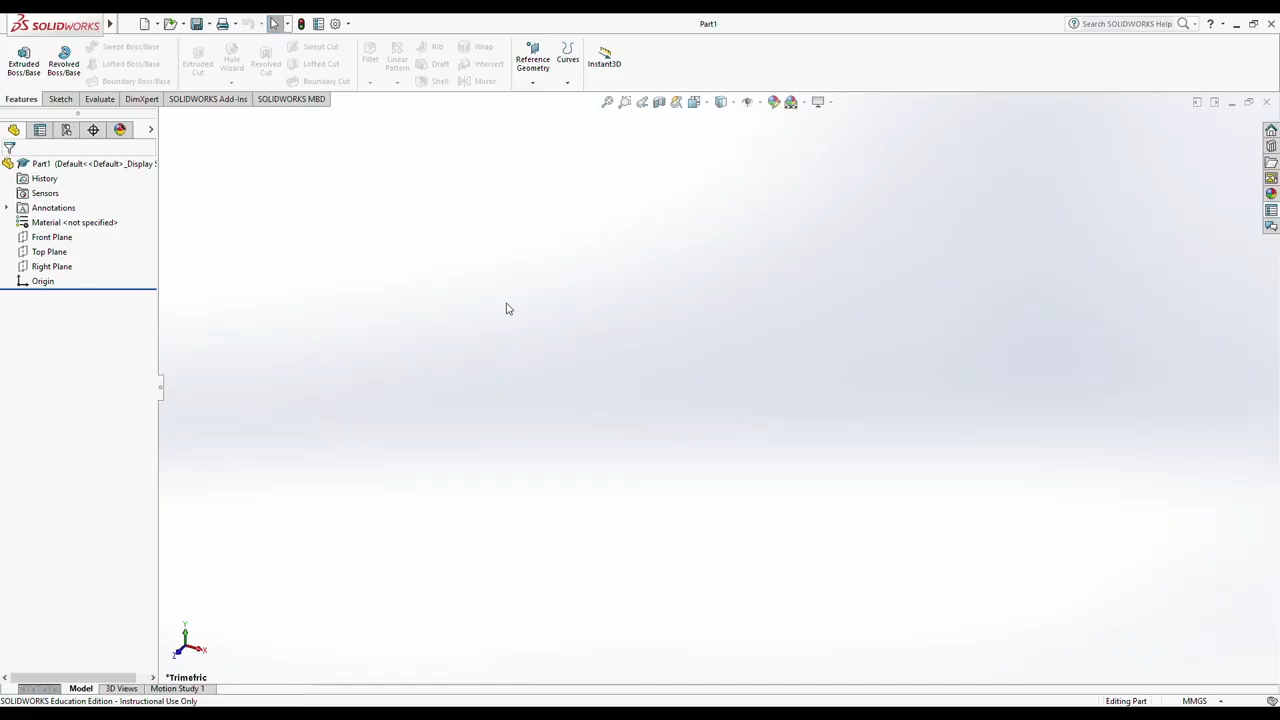 SOLIDWORKS
Part1
Search SOLIDWORKS Help
Extruded Boss/Base
Revolved Boss/Base
Swept Boss/Base
Lofted Boss/Base
Boundary Boss/Base
Extruded Cut
Hole Wizard
Revolved Cut
Swept Cut
Lofted Cut
Boundary Cut
Fillet
Linear Pattern
Rib
Draft
Shell
Wrap
Intersect
Mirror
Reference Geometry
Curves
Instant3D
Features
Sketch
Evaluate
DimXpert
SOLIDWORKS Add-Ins
SOLIDWORKS MBD
Part1 (Default<<Default>_Display S
History
Sensors
Annotations
Material <not specified>
Front Plane
Top Plane
Right Plane
Origin
Y
X
Z
*Trimetric
Model
3D Views
Motion Study 1
SOLIDWORKS Education Edition - Instructional Use Only
Editing Part
MMGS